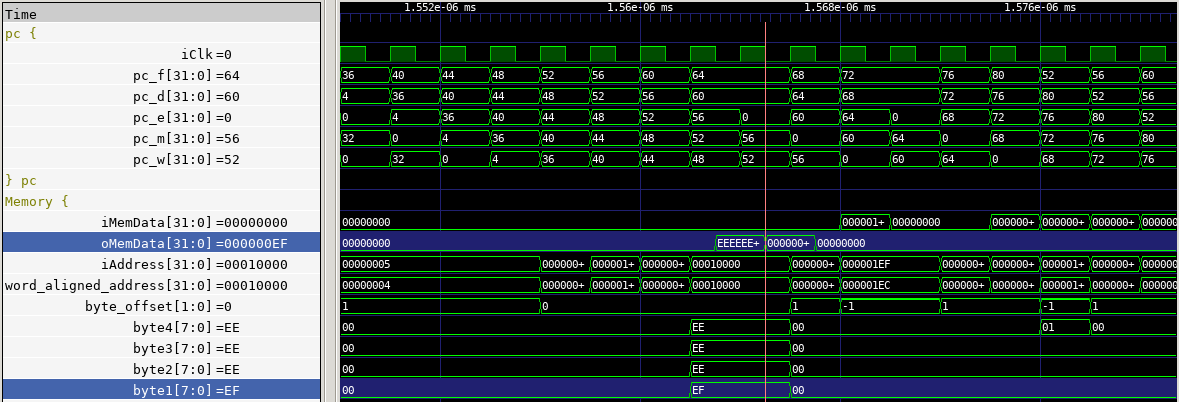 1.552e-06 ms 1.56e-06 ms 1.568e-06 ms 1.576e-06 ms
Time
pc {
iClk=0
pc_f[31:0]=64 36 40 44 48 52 56 60 64 68 72 76 80 52 56 60
pc_d[31:0]=60 4 36 40 44 48 52 56 60 64 68 72 76 80 52 56
pc_e[31:0]=0 0 4 36 40 44 48 52 56 0 60 64 0 68 72 76 80 52
pc_m[31:0]=56 32 0 4 36 40 44 48 52 56 0 60 64 0 68 72 76 80
pc_w[31:0]=52 0 32 0 4 36 40 44 48 52 56 0 60 64 0 68 72 76
} pc
Memory {
iMemData[31:0]=00000000 00000000 000001+ 00000000 000000+ 000000+ 000000+ 000000
oMemData[31:0]=000000EF 00000000 EEEEEE+ 000000+ 00000000
iAddress[31:0]=00010000 00000005 000000+ 000001+ 000000+ 00010000 000000+ 000001EF 000000+ 000000+ 000001+ 000000+ 000000
word_aligned_address[31:0]=00010000 00000004 000000+ 000001+ 000000+ 00010000 000000+ 000001EC 000000+ 000000+ 000001+ 000000+ 000000
byte_offset[1:0]=0 1 0 1 -1 1 -1 1
byte4[7:0]=EE 00 EE 00 01 00
byte3[7:0]=EE 00 EE 00
byte2[7:0]=EE 00 EE 00
byte1[7:0]=EF 00 EF 00